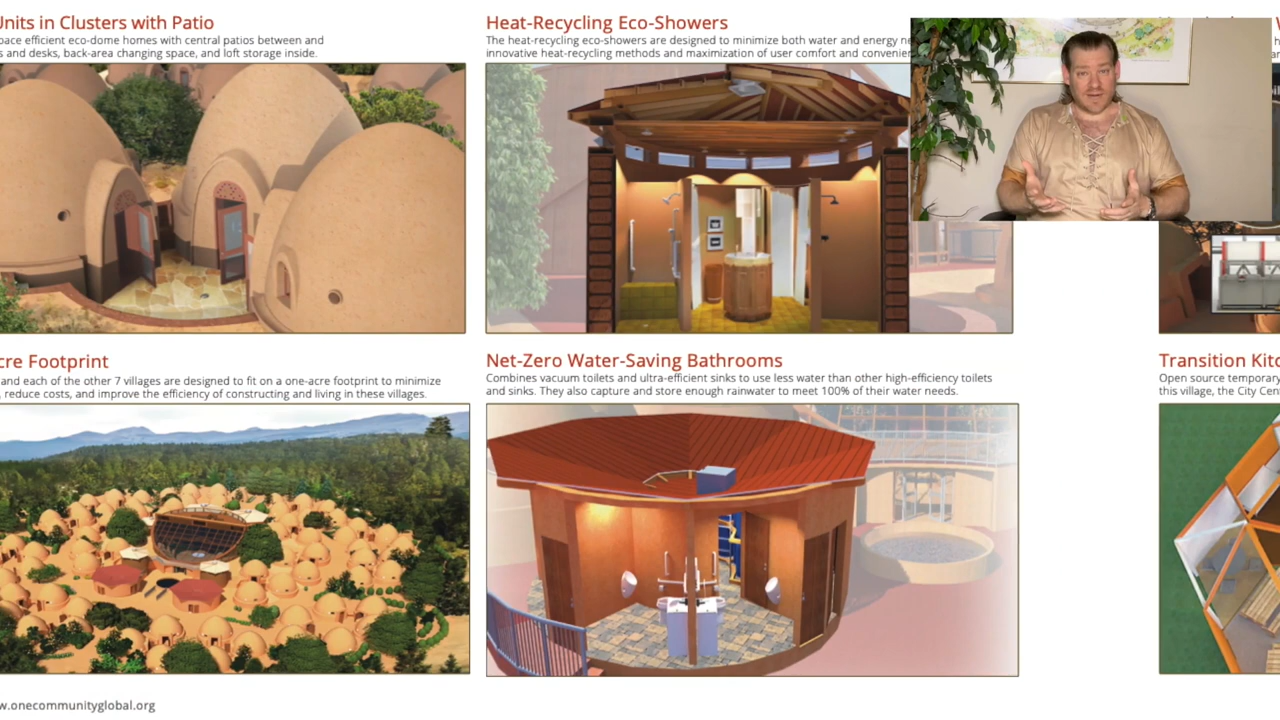 Units in Clusters with Patio
space efficient eco-dome homes with central patios between and
s and desks, back-area changing space, and loft storage inside.
Heat-Recycling Eco-Showers
The heat-recycling eco-showers are designed to minimize both water and energy ne
innovative heat-recycling methods and maximization of user comfort and convenien
cre Footprint
and each of the other 7 villages are designed to fit on a one-acre footprint to minimize
, reduce costs, and improve the efficiency of constructing and living in these villages.
Net-Zero Water-Saving Bathrooms
Combines vacuum toilets and ultra-efficient sinks to use less water than other high-efficiency toilets
and sinks. They also capture and store enough rainwater to meet 100% of their water needs.
Transition Kitc
Open source temporary
this village, the City Cen
w.onecommunityglobal.org